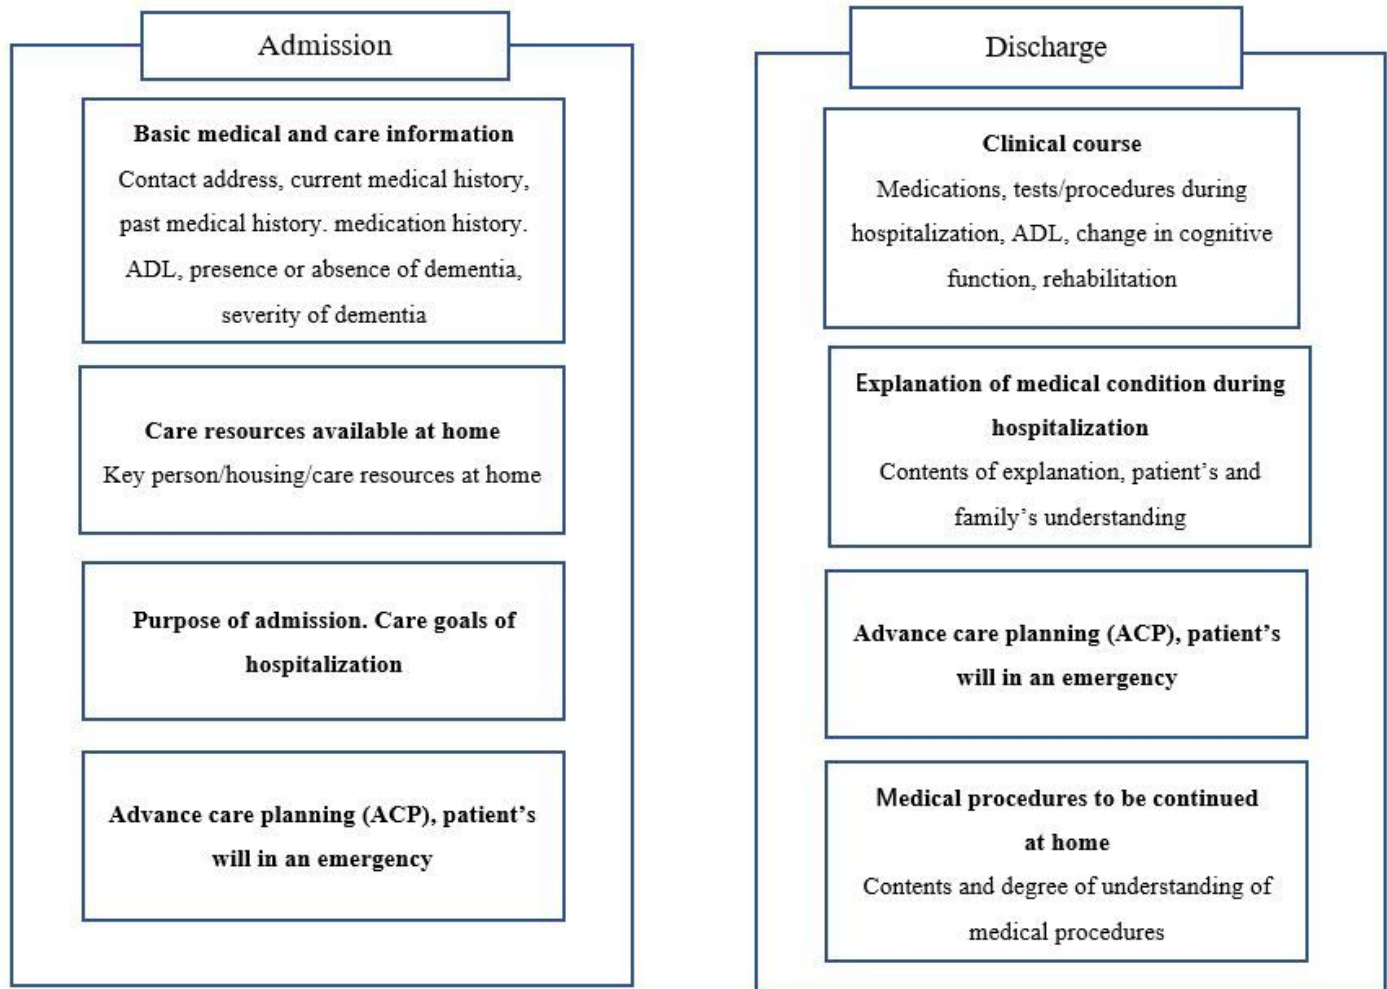 Admission
Basic medical and care information
Contact address, current medical history,
past medical history. medication history.
ADL, presence or absence of dementia,
severity of dementia
Care resources available at home
Key person/housing/care resources at home
Purpose of admission. Care goals of
hospitalization
Advance care planning (ACP), patient’s
will in an emergency
Discharge
Clinical course
Medications, tests/procedures during
hospitalization, ADL, change in cognitive
function, rehabilitation
Explanation of medical condition during
hospitalization
Contents of explanation, patient’s and
family’s understanding
Advance care planning (ACP), patient’s
will in an emergency
Medical procedures to be continued
at home
Contents and degree of understanding of
medical procedures